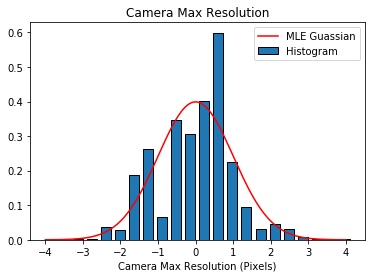 Camera Max Resolution
MLE Guassian
Histogram
0.6
0.5
0.4
0.3
0.2
0.1
0.0
−4 −3 −2 −1 0 1 2 3 4
Camera Max Resolution (Pixels)